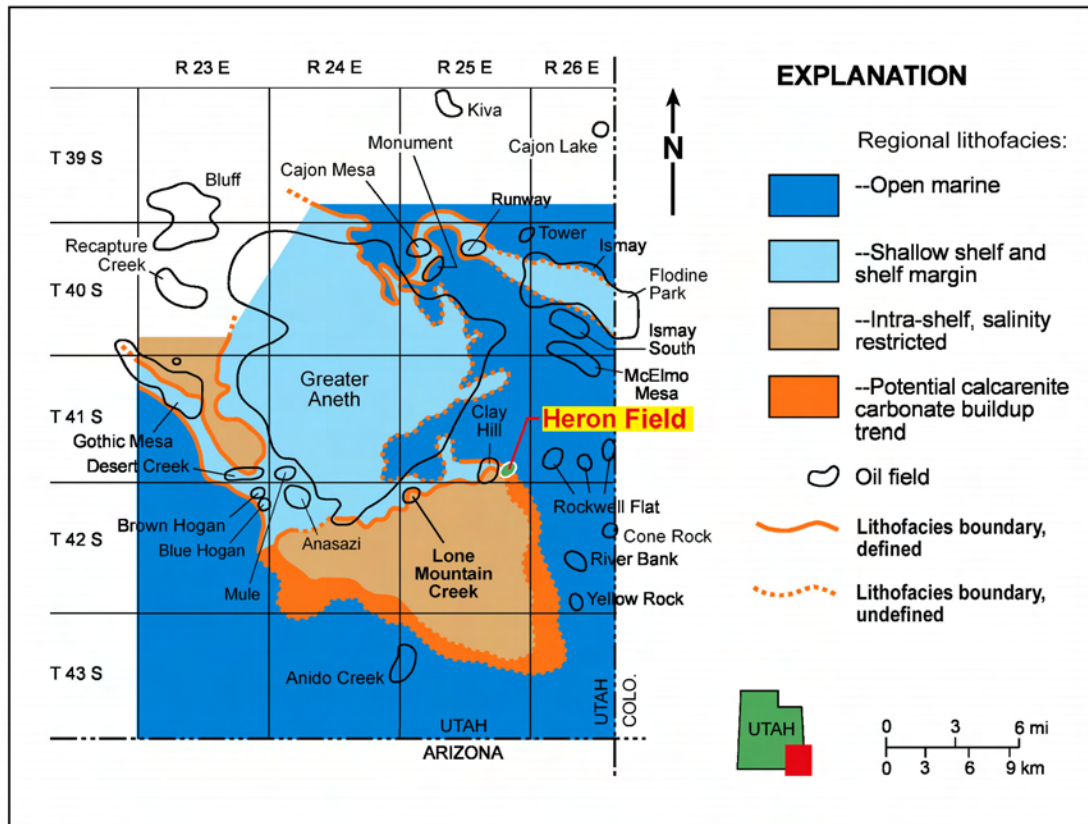 R 23 E
R 24 E
R 25 E
R 26 E
EXPLANATION
Regional lithofacies:
--Open marine
--Shallow shelf and
shelf margin
--Intra-shelf, salinity
restricted
--Potential calcarenite
carbonate buildup
trend
Oil field
Lithofacies boundary,
defined
Lithofacies boundary,
undefined
N
T 39 S
T 40 S
T 41 S
T 42 S
T 43 S
Kiva
Monument
Cajon Lake
Cajon Mesa
Bluff
Runway
Tower
Ismay
Recapture
Creek
Flodine
Park
Ismay
South
McElmo
Mesa
Greater
Aneth
Clay
Hill
Heron Field
Gothic Mesa
Desert Creek
Rockwell Flat
Brown Hogan
Blue Hogan
Anasazi
Mule
Lone
Mountain
Creek
Cone Rock
River Bank
Yellow Rock
Anido Creek
UTAH
ARIZONA
UTAH
COLO.
UTAH
0 3 6 mi
0 3 6 9 km